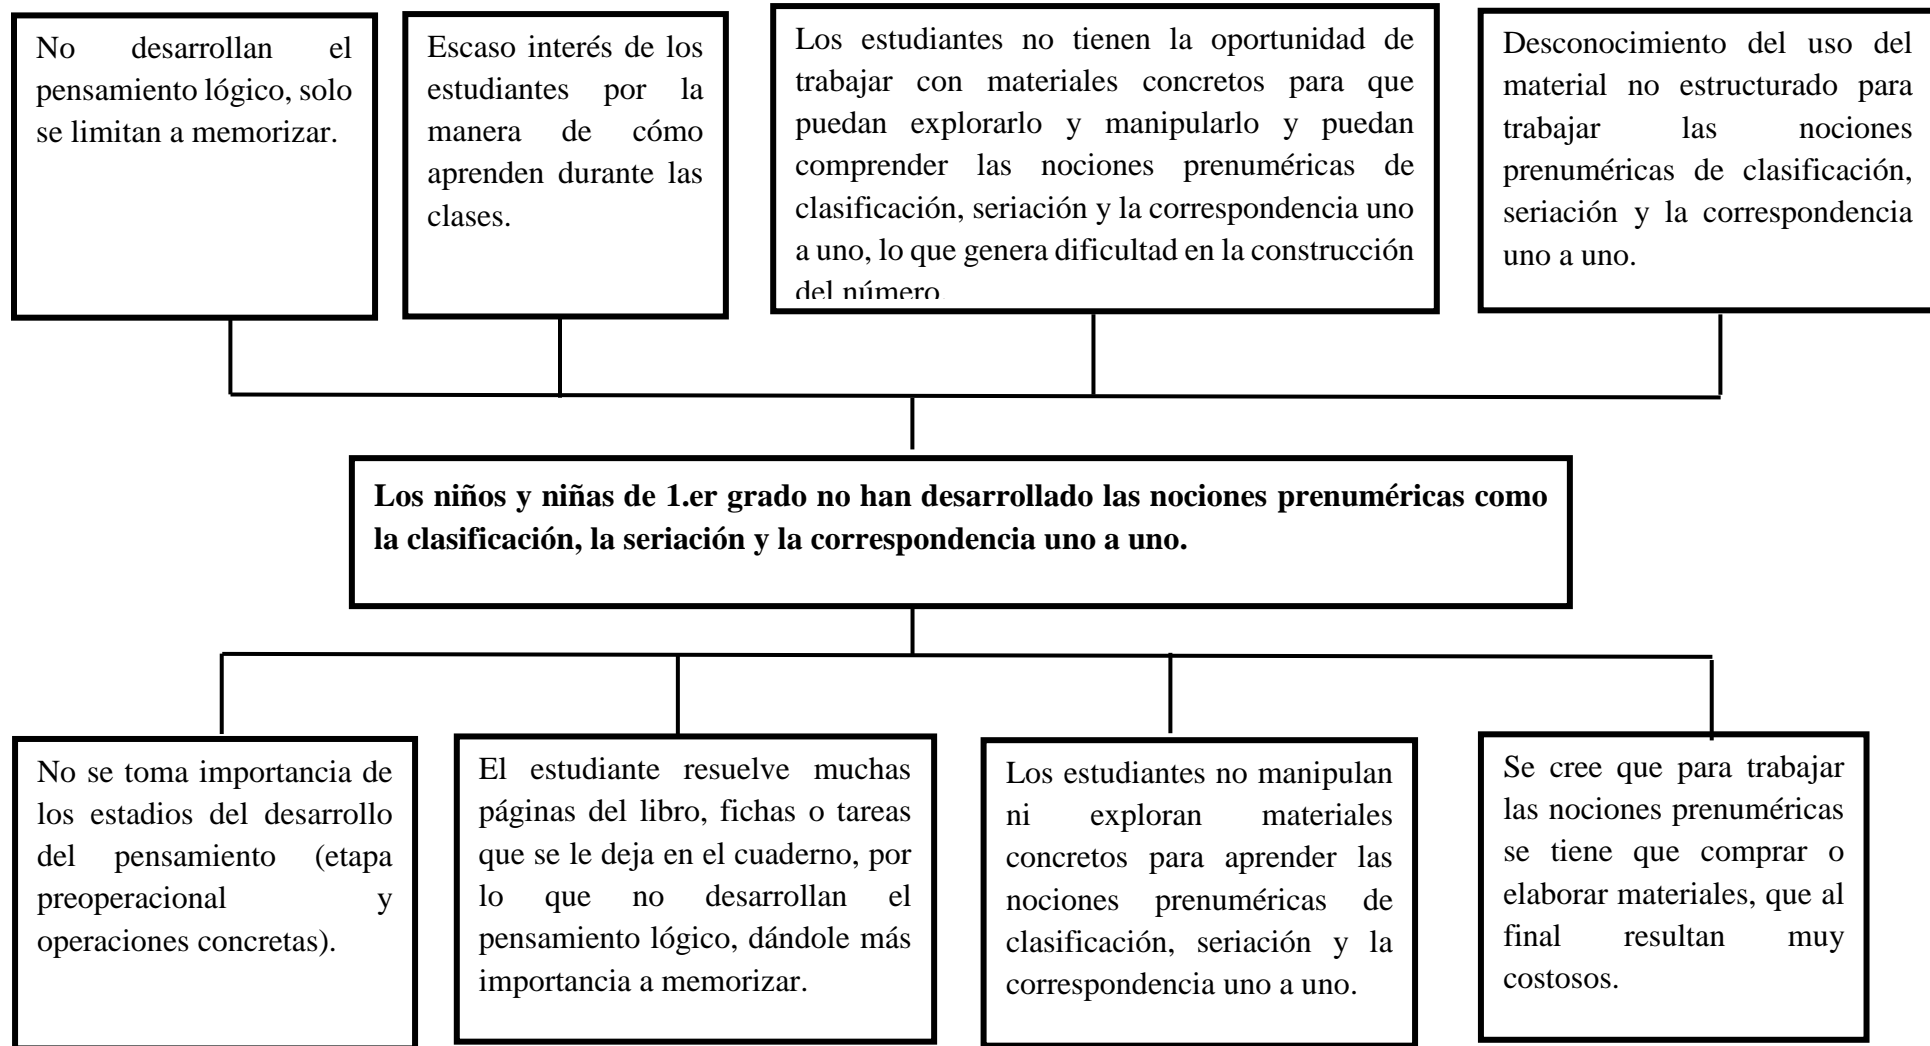 No desarrollan el
pensamiento lógico, solo
se limitan a memorizar.
Escaso interés de los
estudiantes por la
manera de cómo
aprenden durante las
clases.
Los estudiantes no tienen la oportunidad de
trabajar con materiales concretos para que
puedan explorarlo y manipularlo y puedan
comprender las nociones prenuméricas de
clasificación, seriación y la correspondencia uno
a uno, lo que genera dificultad en la construcción
del número.
Desconocimiento del uso del
material no estructurado para
trabajar las nociones
prenuméricas de clasificación,
seriación y la correspondencia
uno a uno.
Los niños y niñas de 1.er grado no han desarrollado las nociones prenuméricas como
la clasificación, la seriación y la correspondencia uno a uno.
No se toma importancia de
los estadios del desarrollo
del pensamiento (etapa
preoperacional y
operaciones concretas).
El estudiante resuelve muchas
páginas del libro, fichas o tareas
que se le deja en el cuaderno, por
lo que no desarrollan el
pensamiento lógico, dándole más
importancia a memorizar.
Los estudiantes no manipulan
ni exploran materiales
concretos para aprender las
nociones prenuméricas de
clasificación, seriación y la
correspondencia uno a uno.
Se cree que para trabajar
las nociones prenuméricas
se tiene que comprar o
elaborar materiales, que al
final resultan muy
costosos.